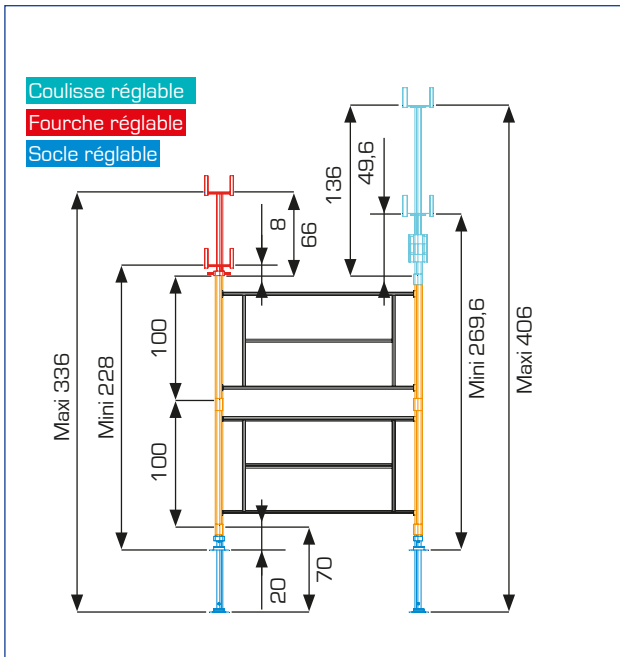 Coulisse réglable
Fourche réglable
Socle réglable
136
49,6
8
66
100
100
Maxi 336
Mini 228
Mini 269,6
Maxi 406
20
70